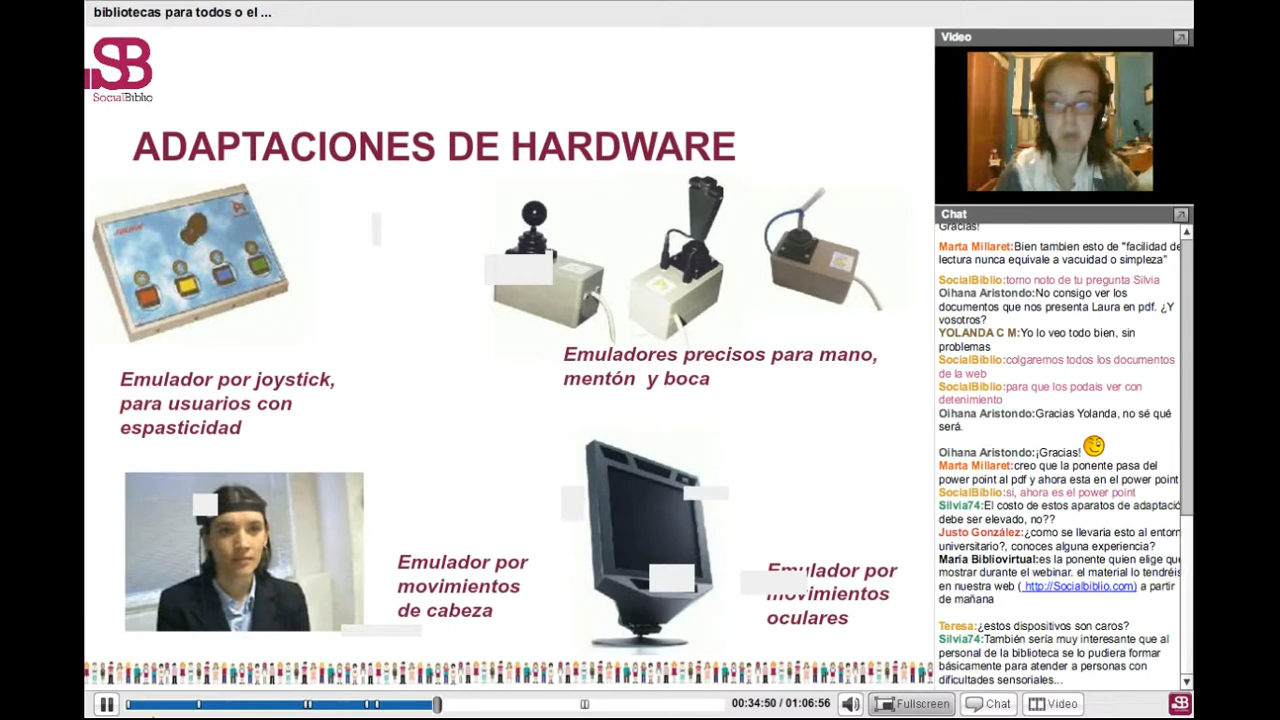 bibliotecas para todos o el ...
SB
SocialBiblio
ADAPTACIONES DE HARDWARE
Emulador por joystick,
para usuarios con
espasticidad
Emuladores precisos para mano,
mentón y boca
Emulador por
movimientos
de cabeza
Emulador por
movimientos
oculares
Video
Chat
Gracias!
Marta Millaret:Bien tambien esto de "facilidad de
lectura nunca equivale a vacuidad o simpleza"
SocialBiblio:tomo noto de tu pregunta Silvia
Oihana Aristondo:No consigo ver los
documentos que nos presenta Laura en pdf. ¿Y
vosotros?
YOLANDA C M:Yo lo veo todo bien, sin
problemas
SocialBiblio:colgaremos todos los documentos
de la web
SocialBiblio:para que los podais ver con
detenimiento
Oihana Aristondo:Gracias Yolanda, no sé qué
será.
Oihana Aristondo:¡Gracias!
Marta Millaret:creo que la ponente pasa del
power point al pdf y ahora esta en el power point
SocialBiblio:si, ahora es el power point
Silvia74:El costo de estos aparatos de adaptació
debe ser elevado, no??
Justo González:¿como se llevaria esto al entorn
universitario?, conoces alguna experiencia?
María Bibliovirtual:es la ponente quien elige que
mostrar durante el webinar. el material lo tendréis
en nuestra web ( http://Socialbiblio.com) a partir
de mañana
Teresa:¿estos dispositivos son caros?
Silvia74:También sería muy interesante que al
personal de la biblioteca se lo pudiera formar
básicamente para atender a personas con
dificultades sensoriales...
00:34:50 / 01:06:56
Fullscreen
Chat
Video
SB